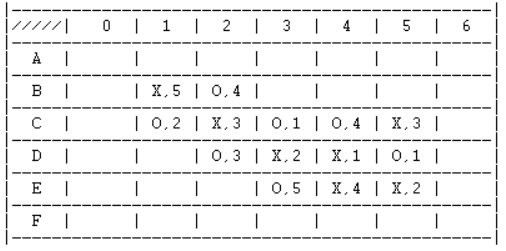 /////| 0 | 1 | 2 | 3 | 4 | 5 | 6
A | | | | | | |
B | | X,5 | O,4 | | | | |
C | | O,2 | X,3 | O,1 | O,4 | X,3 | |
D | | | O,3 | X,2 | X,1 | O,1 | |
E | | | | O,5 | X,4 | X,2 | |
F | | | | | | |